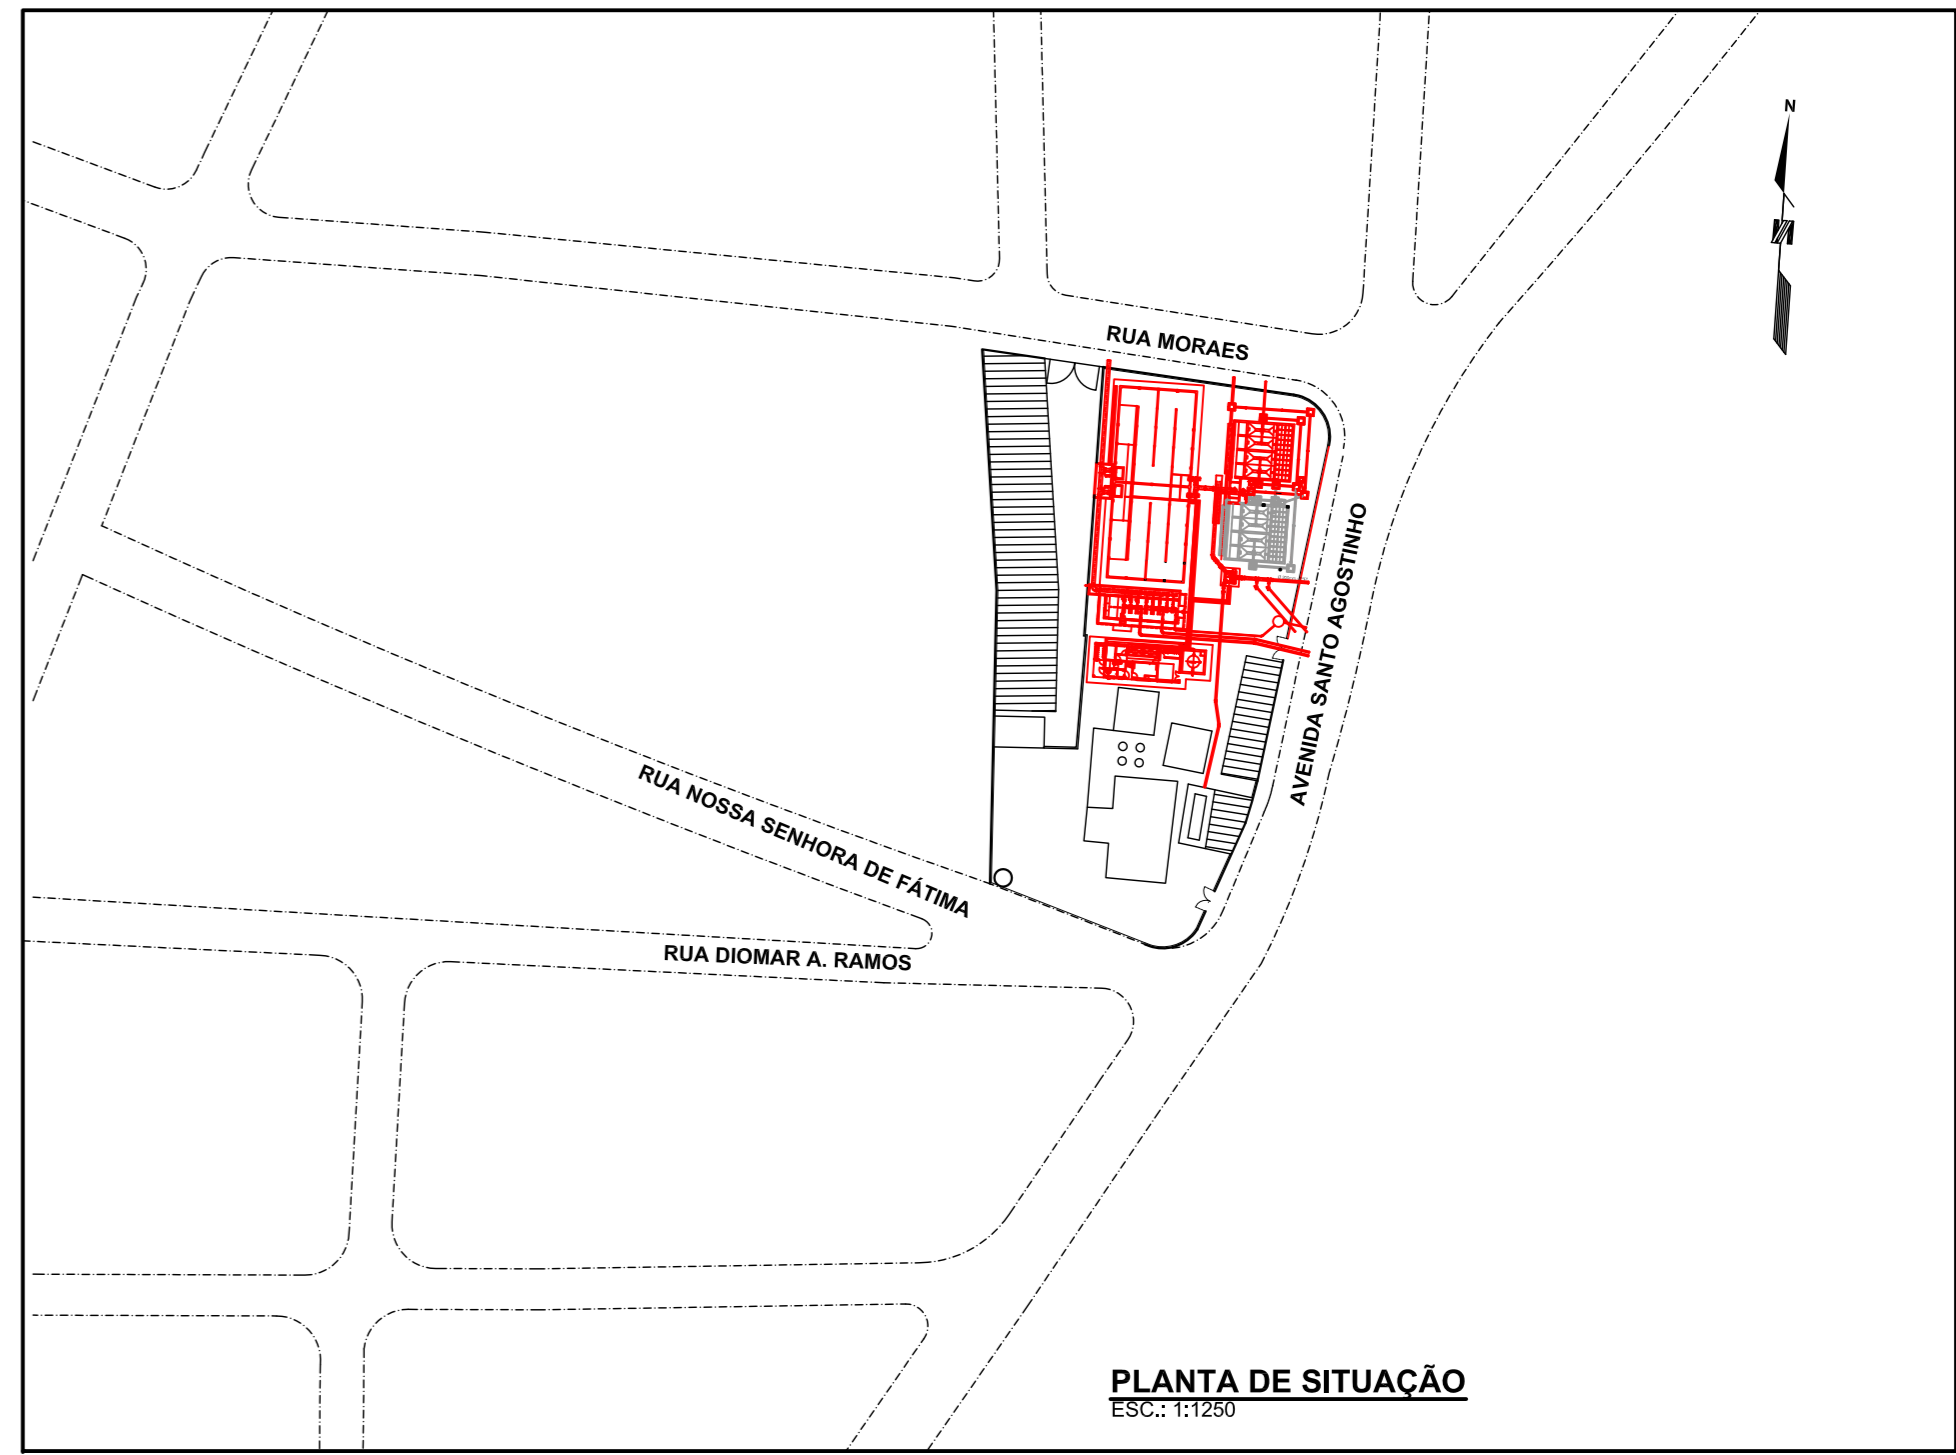 N
RUA MORAES
AVENIDA SANTO AGOSTINHO
RUA NOSSA SENHORA DE FÁTIMA
RUA DIOMAR A. RAMOS
PLANTA DE SITUAÇÃO
ESC.: 1:1250